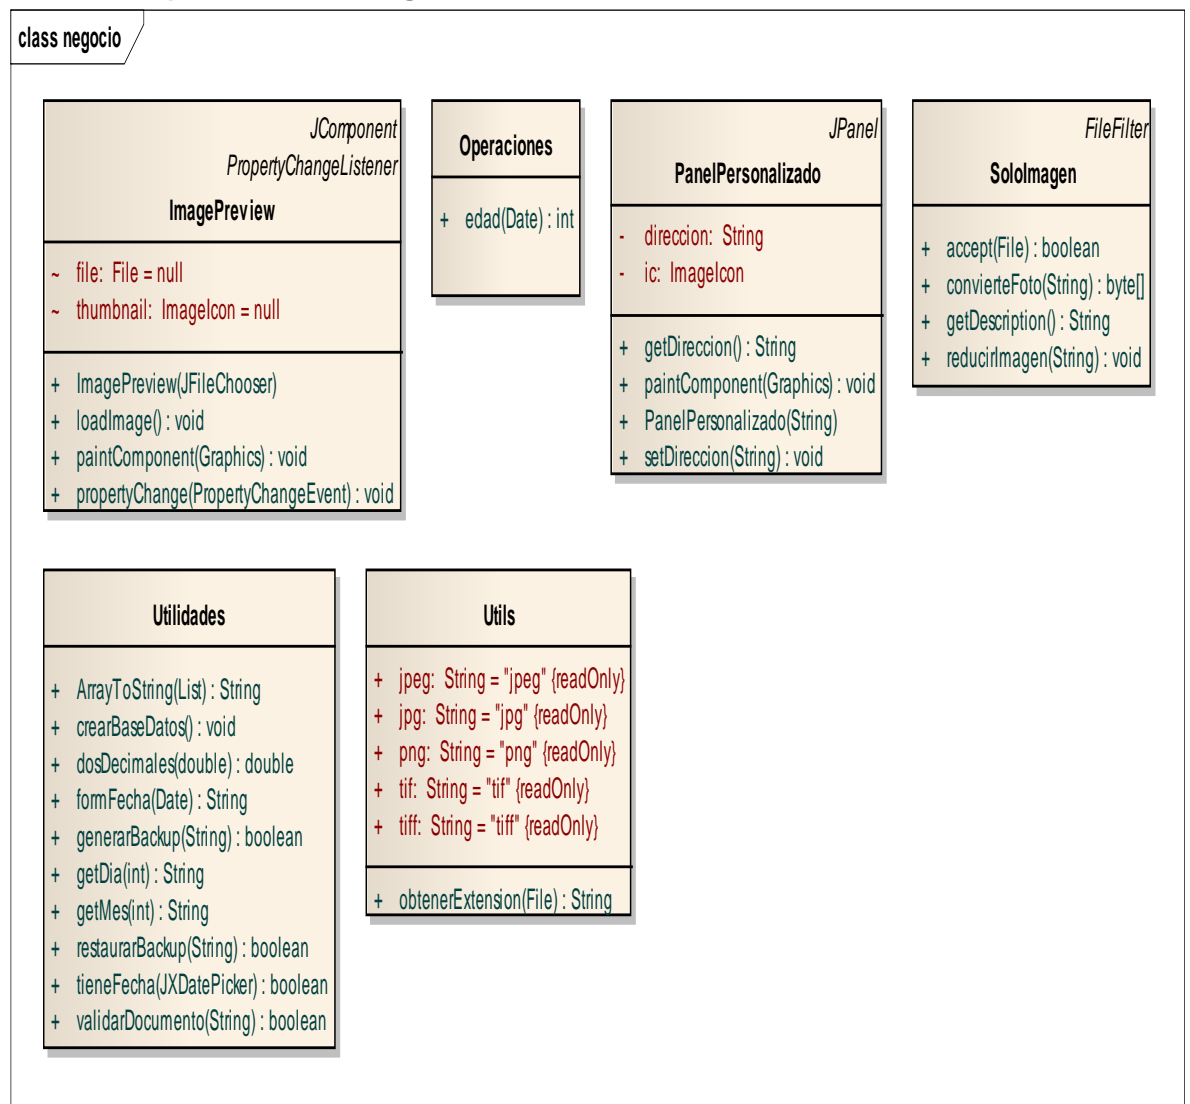 class negocio
JComponent
PropertyChangeListener
ImagePreview
~ file: File = null
~ thumbnail: ImageIcon = null
+ ImagePreview(JFileChooser)
+ loadImage() : void
+ paintComponent(Graphics) : void
+ propertyChange(PropertyChangeEvent) : void
Operaciones
+ edad(Date) : int
JPanel
PanelPersonalizado
- direccion: String
- ic: ImageIcon
+ getDireccion() : String
+ paintComponent(Graphics) : void
+ PanelPersonalizado(String)
+ setDireccion(String) : void
FileFilter
SoloImagen
+ accept(File) : boolean
+ convierteFoto(String) : byte[]
+ getDescription() : String
+ reducirImagen(String) : void
Utilidades
+ ArrayToString(List) : String
+ crearBaseDatos() : void
+ dosDecimales(double) : double
+ formFecha(Date) : String
+ generarBackup(String) : boolean
+ getDia(int) : String
+ getMes(int) : String
+ restaurarBackup(String) : boolean
+ tieneFecha(JXDatePicker) : boolean
+ validarDocumento(String) : boolean
Utils
+ jpeg: String = "jpeg" {readOnly}
+ jpg: String = "jpg" {readOnly}
+ png: String = "png" {readOnly}
+ tif: String = "tif" {readOnly}
+ tiff: String = "tiff" {readOnly}
+ obtenerExtension(File) : String